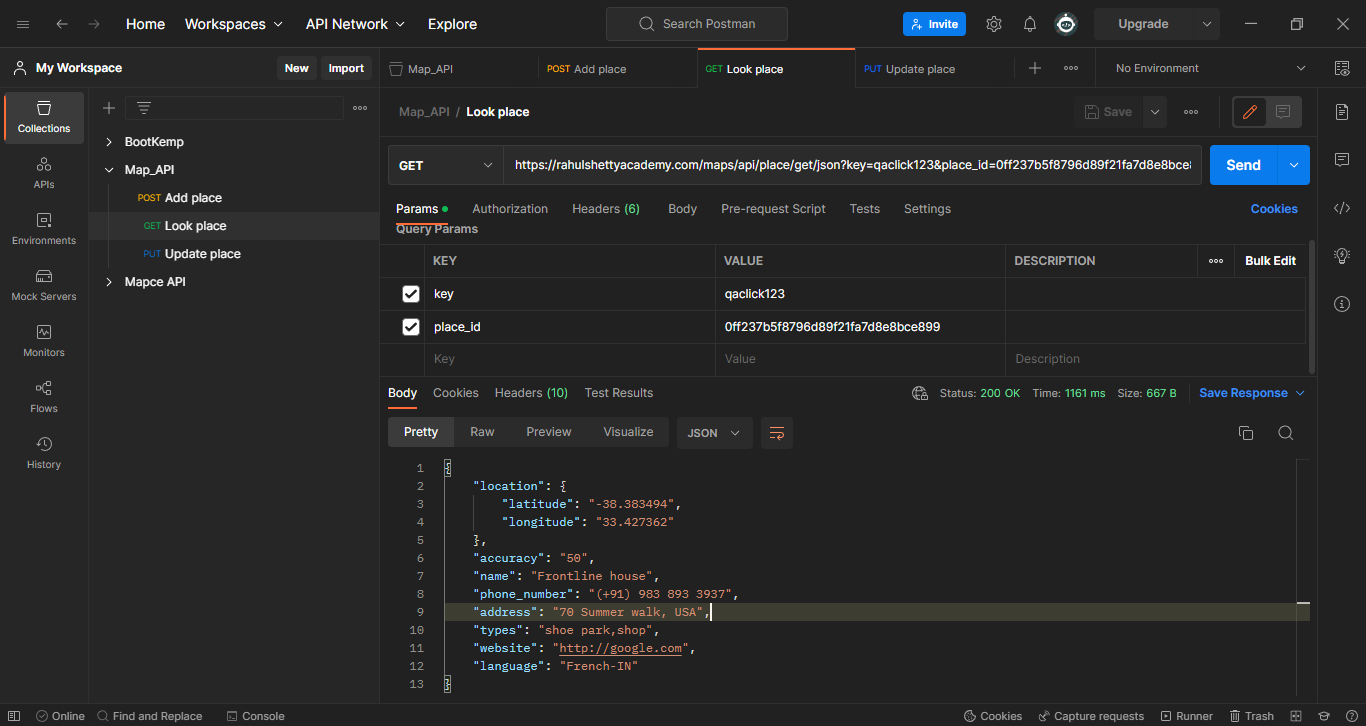 Home Workspaces API Network Explore Search Postman Invite Upgrade
My Workspace New Import Map_API POST Add place GET Look place PUT Update place No Environment
Collections
APIs
Environments
Mock Servers
Monitors
Flows
History
BootKemp
Map_API
POST Add place
GET Look place
PUT Update place
Mapce API
Map_API / Look place Save
GET https://rahulshettyacademy.com/maps/api/place/get/json?key=qaclick123&place_id=0ff237b5f8796d89f21fa7d8e8bce Send
Params Authorization Headers (6) Body Pre-request Script Tests Settings Cookies
Query Params
KEY VALUE DESCRIPTION Bulk Edit
key qaclick123
place_id 0ff237b5f8796d89f21fa7d8e8bce899
Key Value Description
Body Cookies Headers (10) Test Results Status: 200 OK Time: 1161 ms Size: 667 B Save Response
Pretty Raw Preview Visualize JSON
1 {
2 "location": {
3 "latitude": "-38.383494",
4 "longitude": "33.427362"
5 },
6 "accuracy": "50",
7 "name": "Frontline house",
8 "phone_number": "(+91) 983 893 3937",
9 "address": "70 Summer walk, USA",
10 "types": "shoe park,shop",
11 "website": "http://google.com",
12 "language": "French-IN"
13 }
Online Find and Replace Console Cookies Capture requests Runner Trash